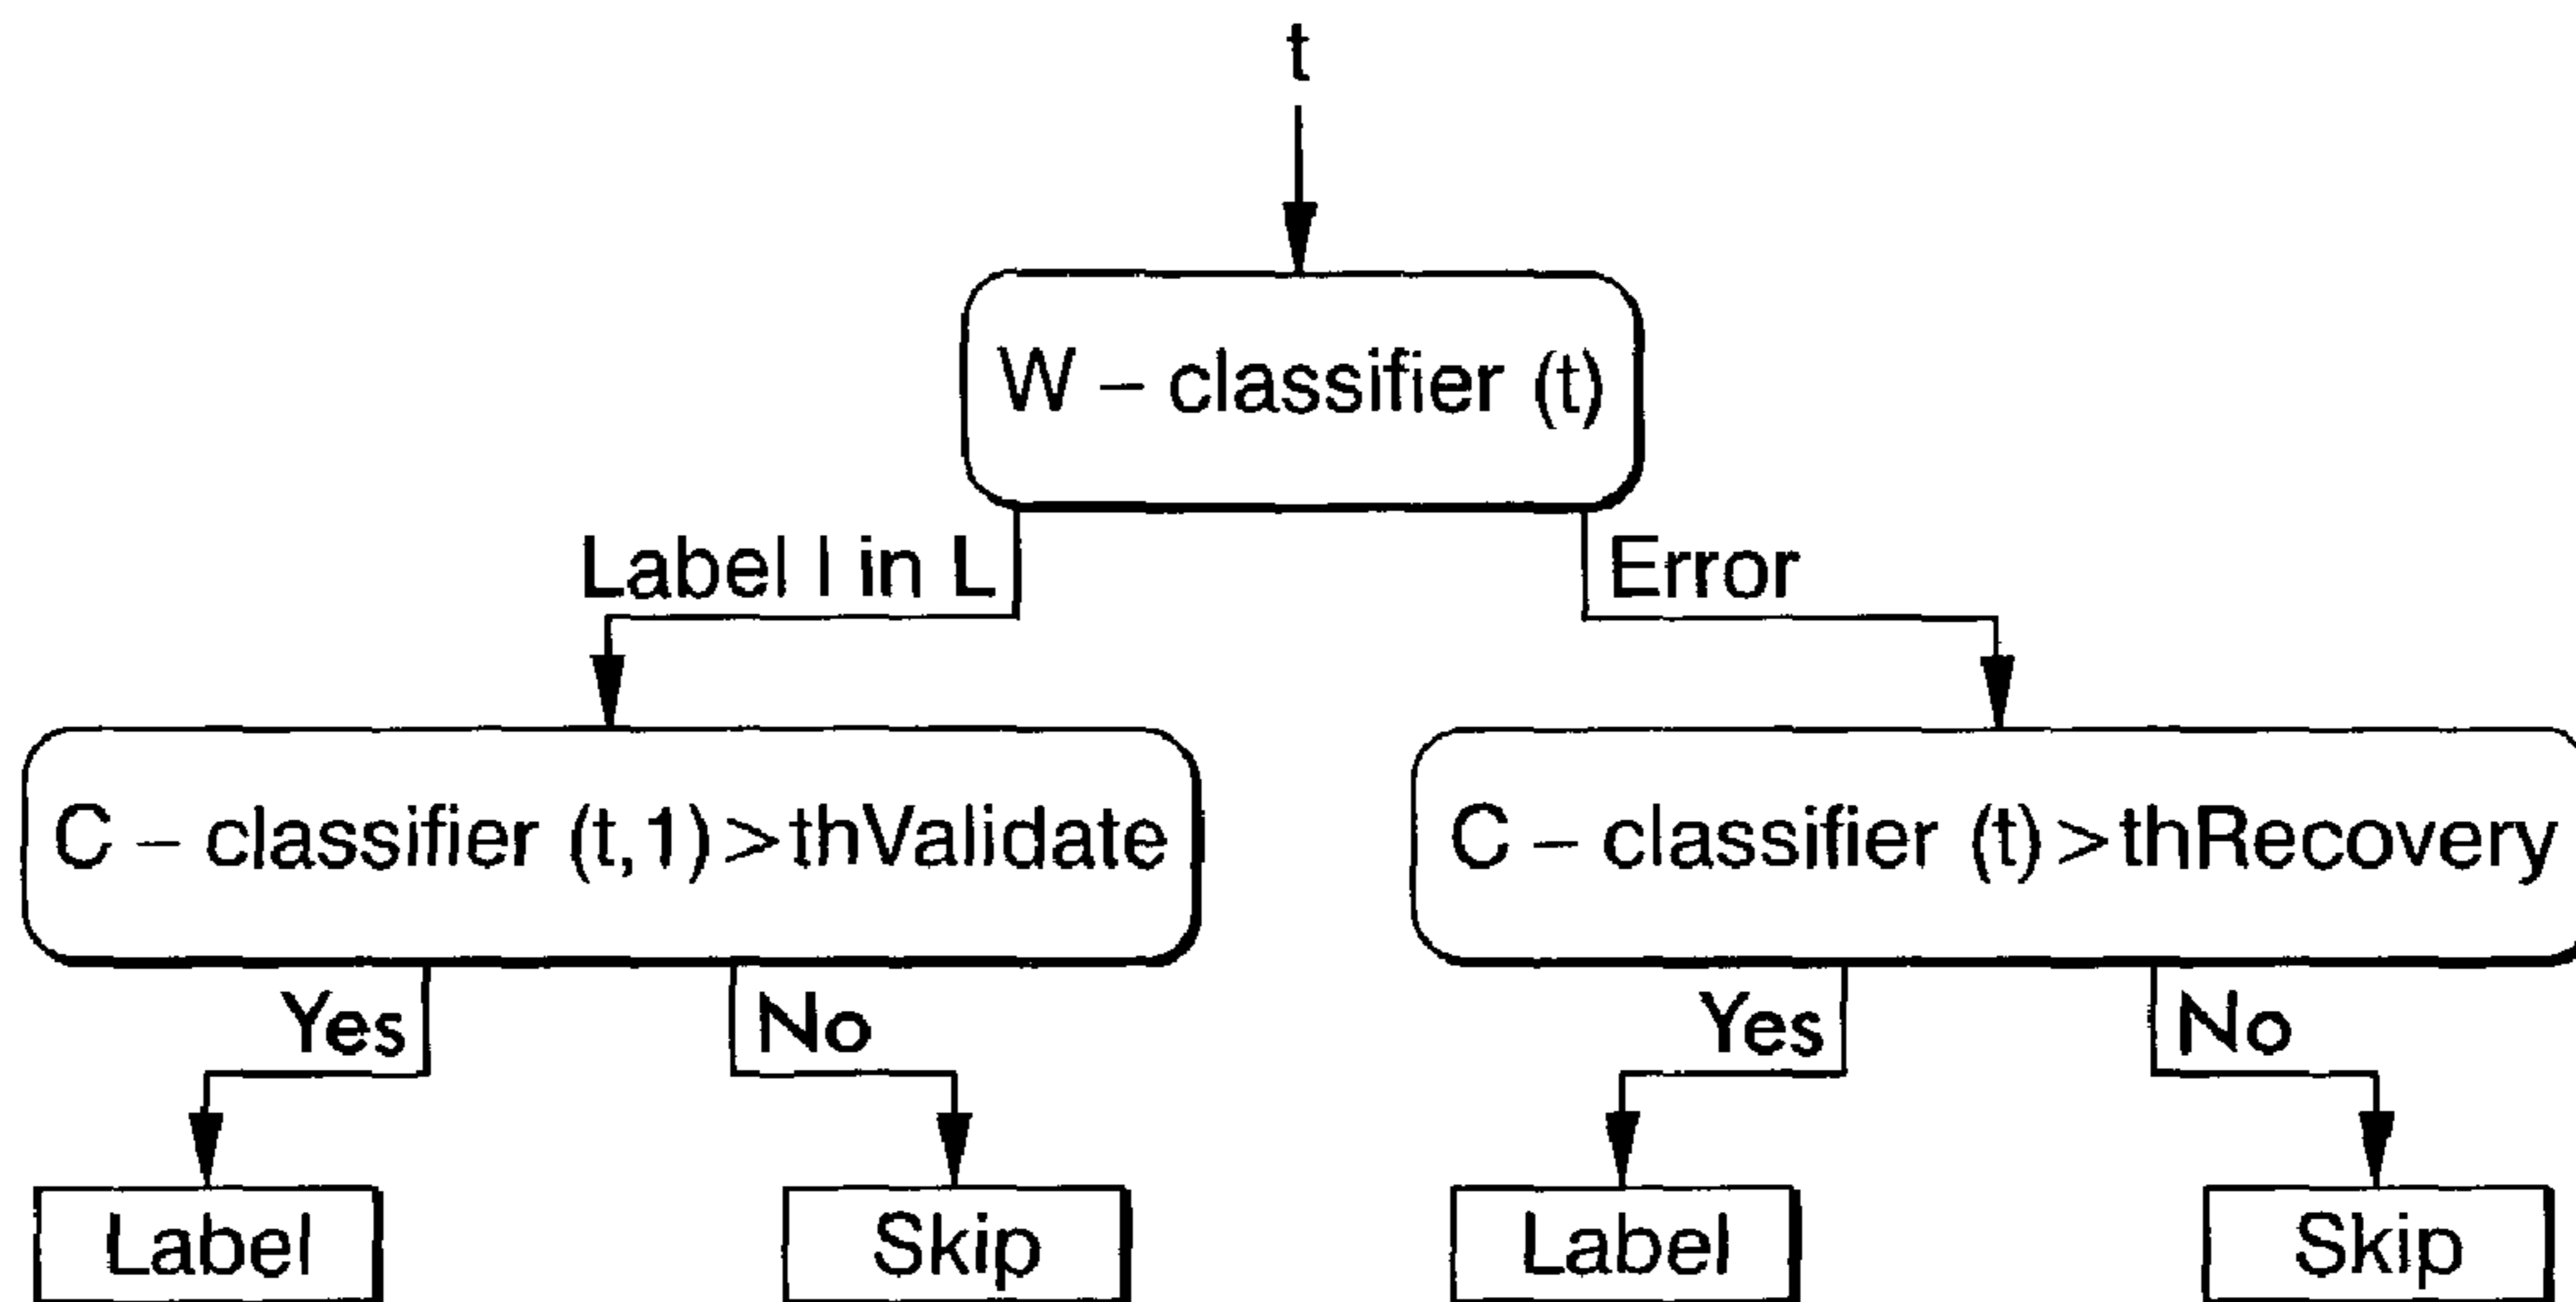 t
W – classifier (t)
Label l in L
Error
C – classifier (t,1)>thValidate
C – classifier (t)>thRecovery
Yes
No
Yes
No
Label
Skip
Label
Skip